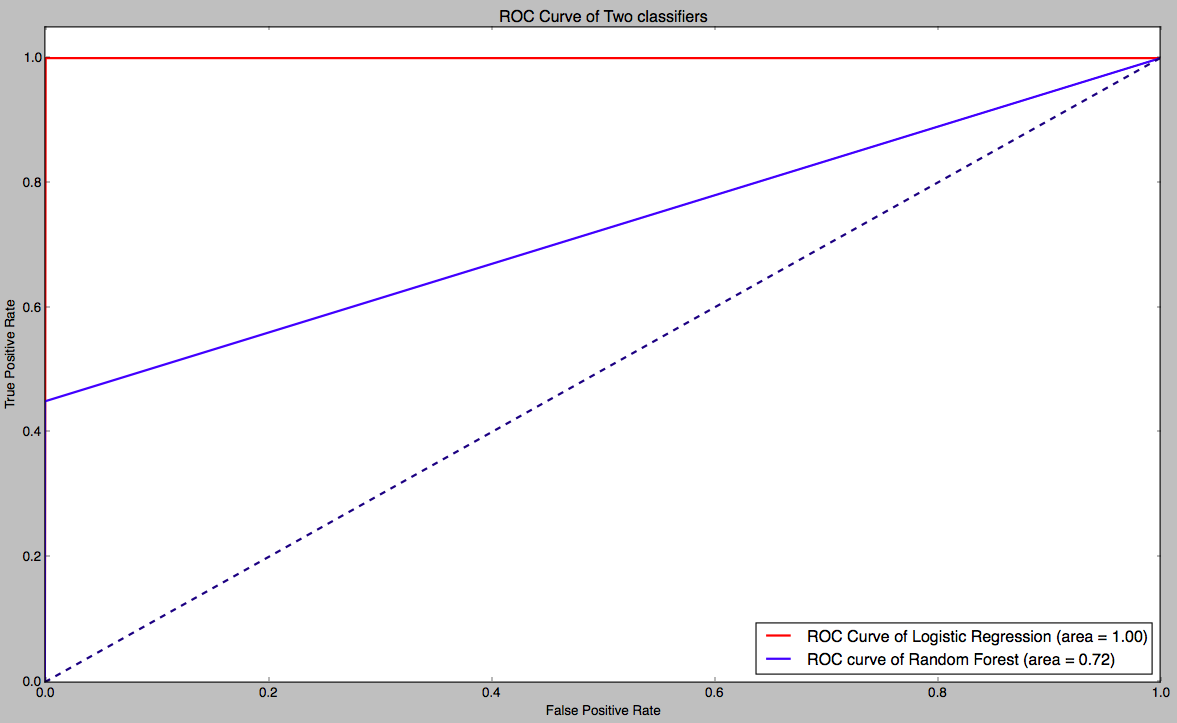 ROC Curve of Two classifiers
1.0
0.8
0.6
0.4
0.2
0.0
True Positive Rate
0.0 0.2 0.4 0.6 0.8 1.0
False Positive Rate
ROC Curve of Logistic Regression (area = 1.00)
ROC curve of Random Forest (area = 0.72)